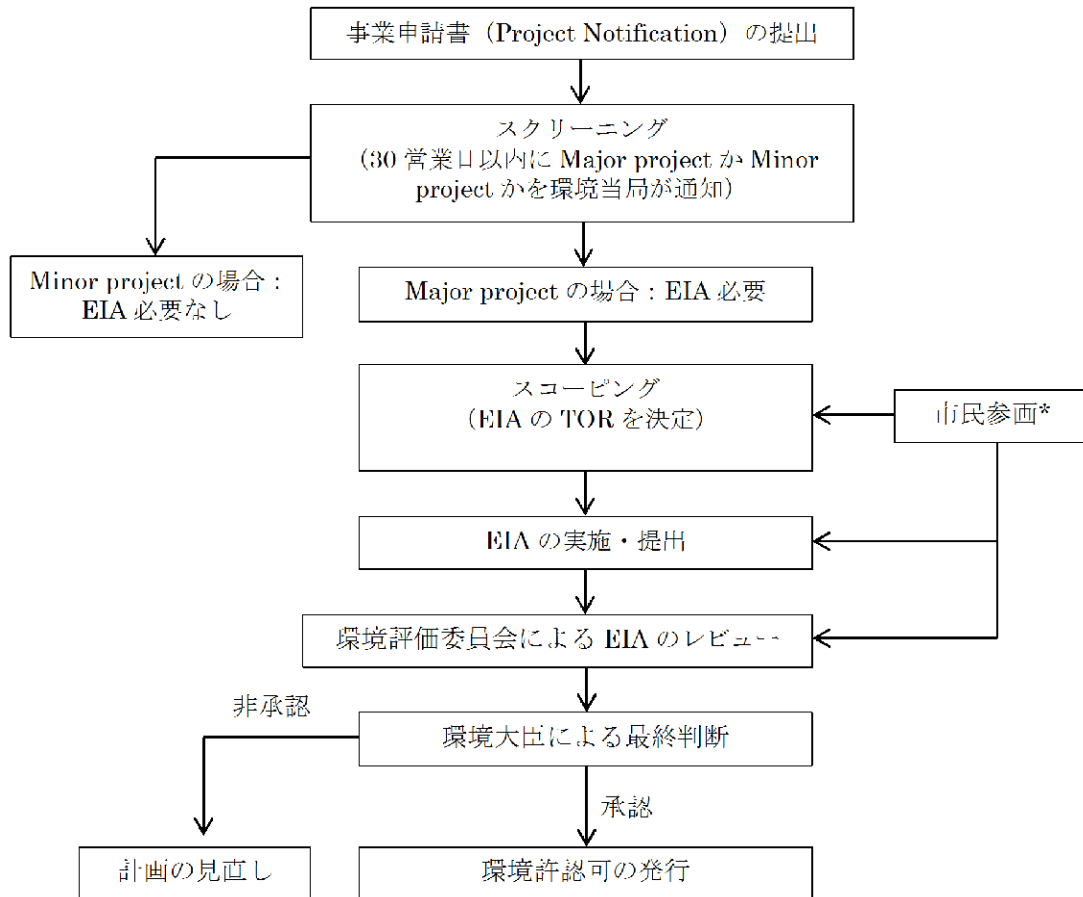 事業申請書（Project Notification）の提出
スクリーニング
（30 営業日以内に Major project か Minor
project かを環境当局が通知）
Minor project の場合：
EIA 必要なし
Major project の場合：EIA 必要
スコーピング
（EIA の TOR を決定）
市民参画*
EIA の実施・提出
環境評価委員会による EIA のレビュー
非承認
環境大臣による最終判断
承認
計画の見直し
環境許認可の発行